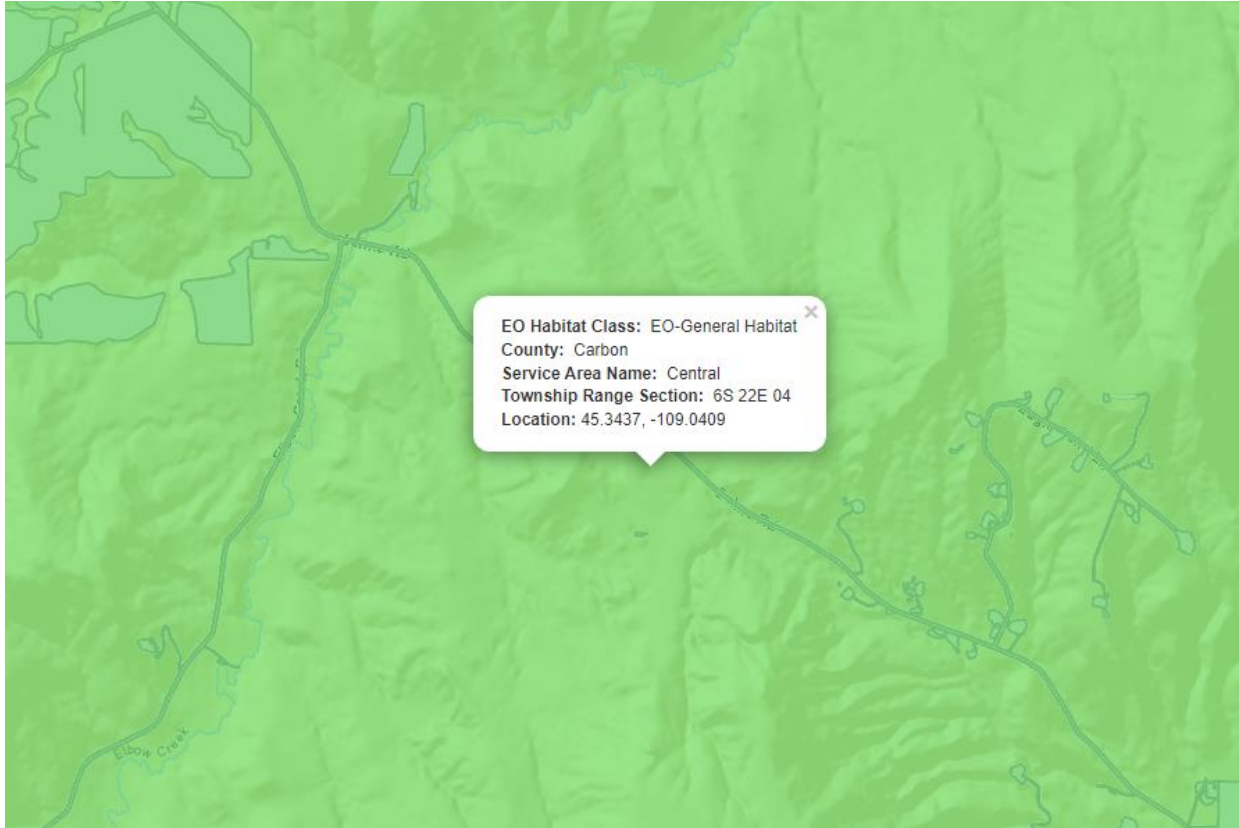 EO Habitat Class: EO-General Habitat
×
County: Carbon
Service Area Name: Central
Township Range Section: 6S 22E 04
Location: 45.3437, -109.0409
Elbow Creek